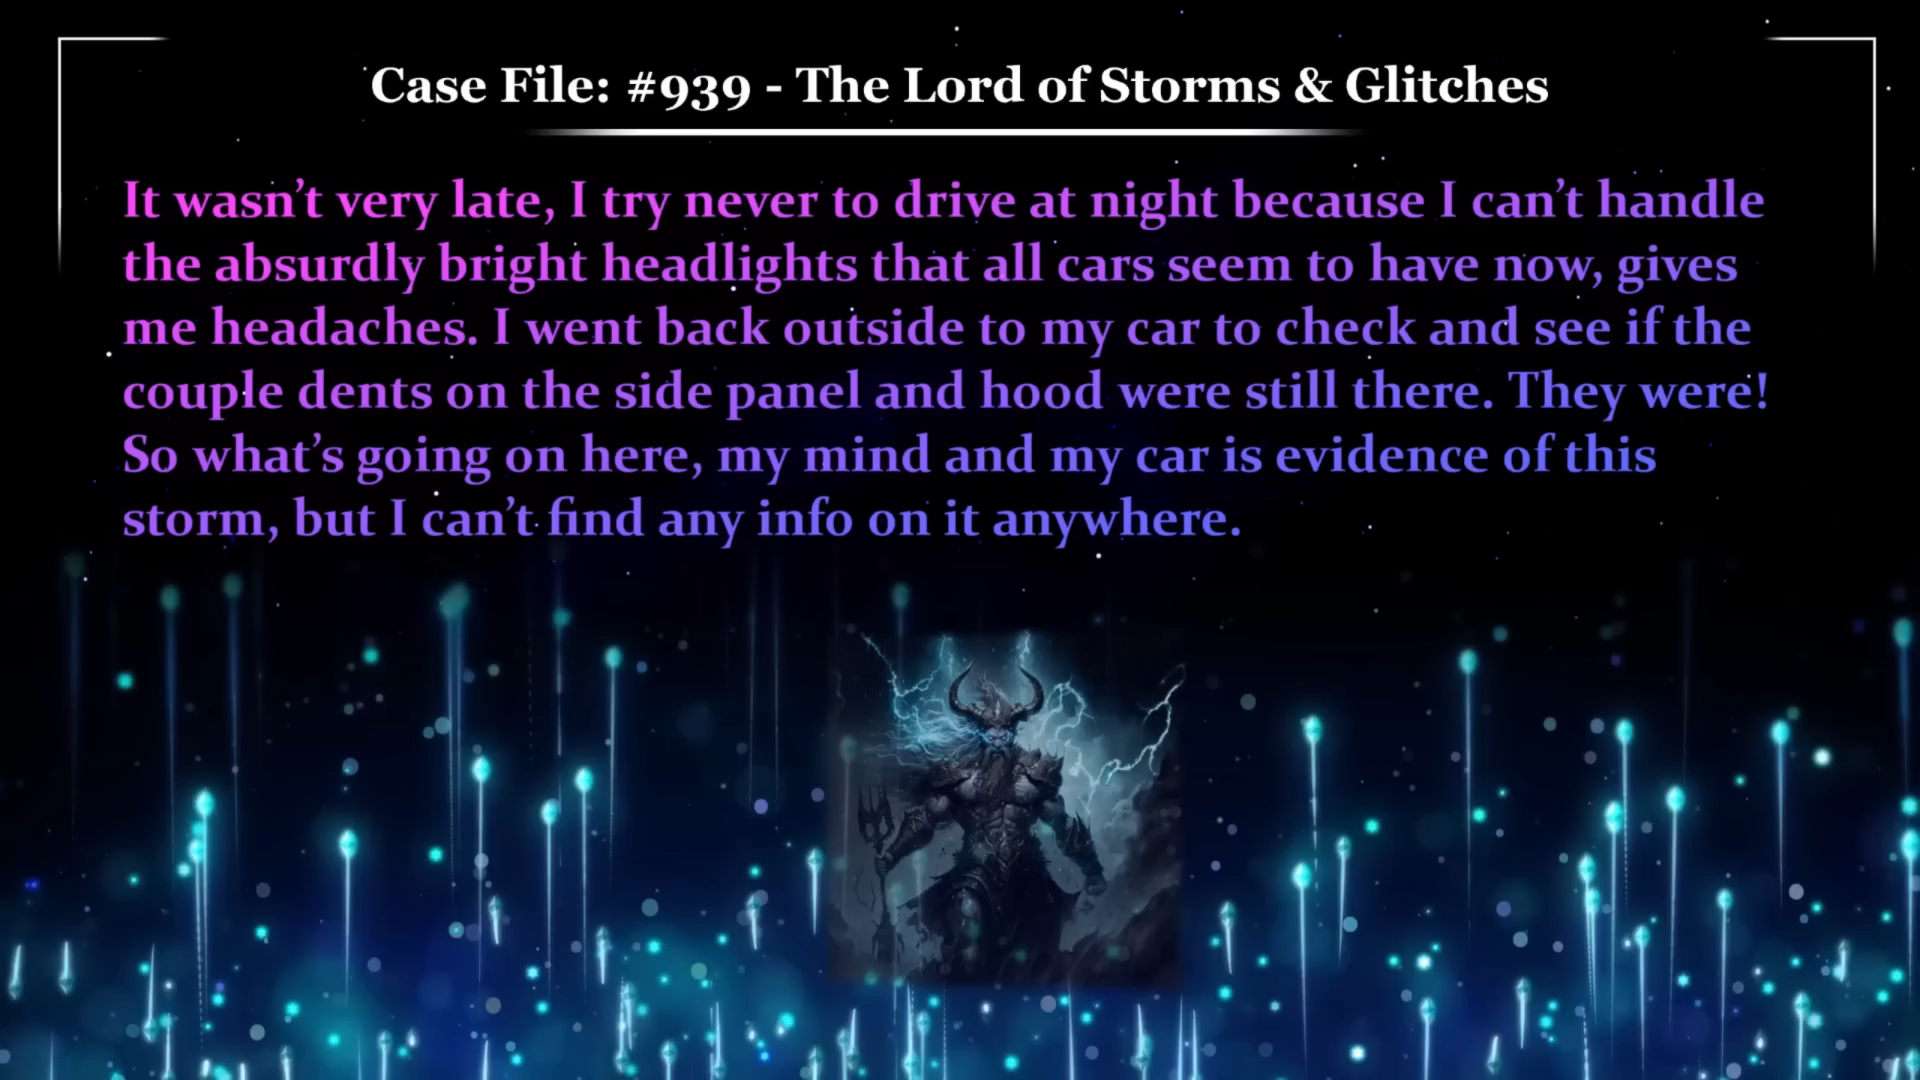 Case File: #939 - The Lord of Storms & Glitches
It wasn’t very late, I try never to drive at night because I can’t handle
the absurdly bright headlights that all cars seem to have now, gives
me headaches. I went back outside to my car to check and see if the
couple dents on the side panel and hood were still there. They were!
So what’s going on here, my mind and my car is evidence of this
storm, but I can’t find any info on it anywhere.